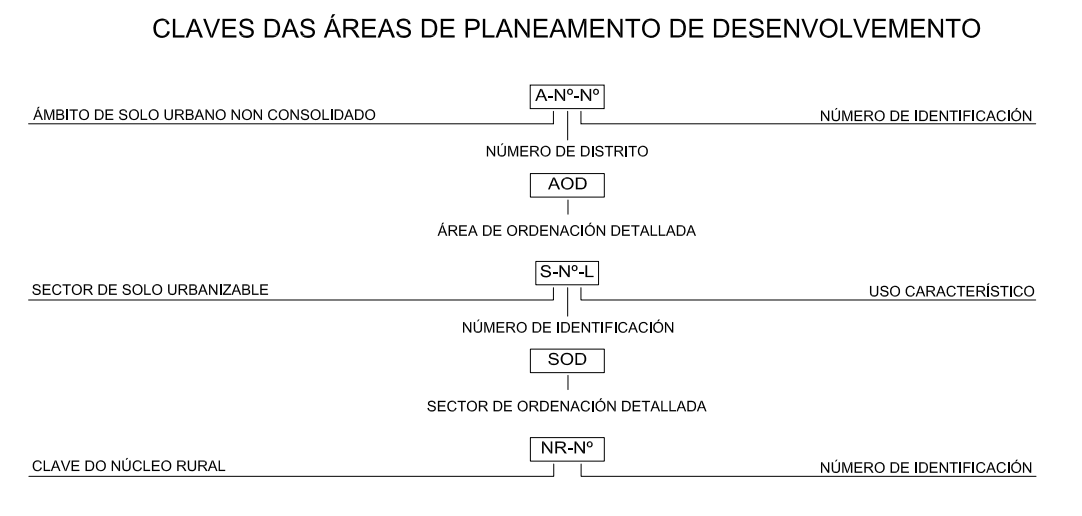 CLAVES DAS ÁREAS DE PLANEAMENTO DE DESENVOLVEMENTO
A-Nº-Nº
ÁMBITO DE SOLO URBANO NON CONSOLIDADO
NÚMERO DE IDENTIFICACIÓN
NÚMERO DE DISTRITO
AOD
ÁREA DE ORDENACIÓN DETALLADA
S-Nº-L
SECTOR DE SOLO URBANIZABLE
USO CARACTERÍSTICO
NÚMERO DE IDENTIFICACIÓN
SOD
SECTOR DE ORDENACIÓN DETALLADA
NR-Nº
CLAVE DO NÚCLEO RURAL
NÚMERO DE IDENTIFICACIÓN